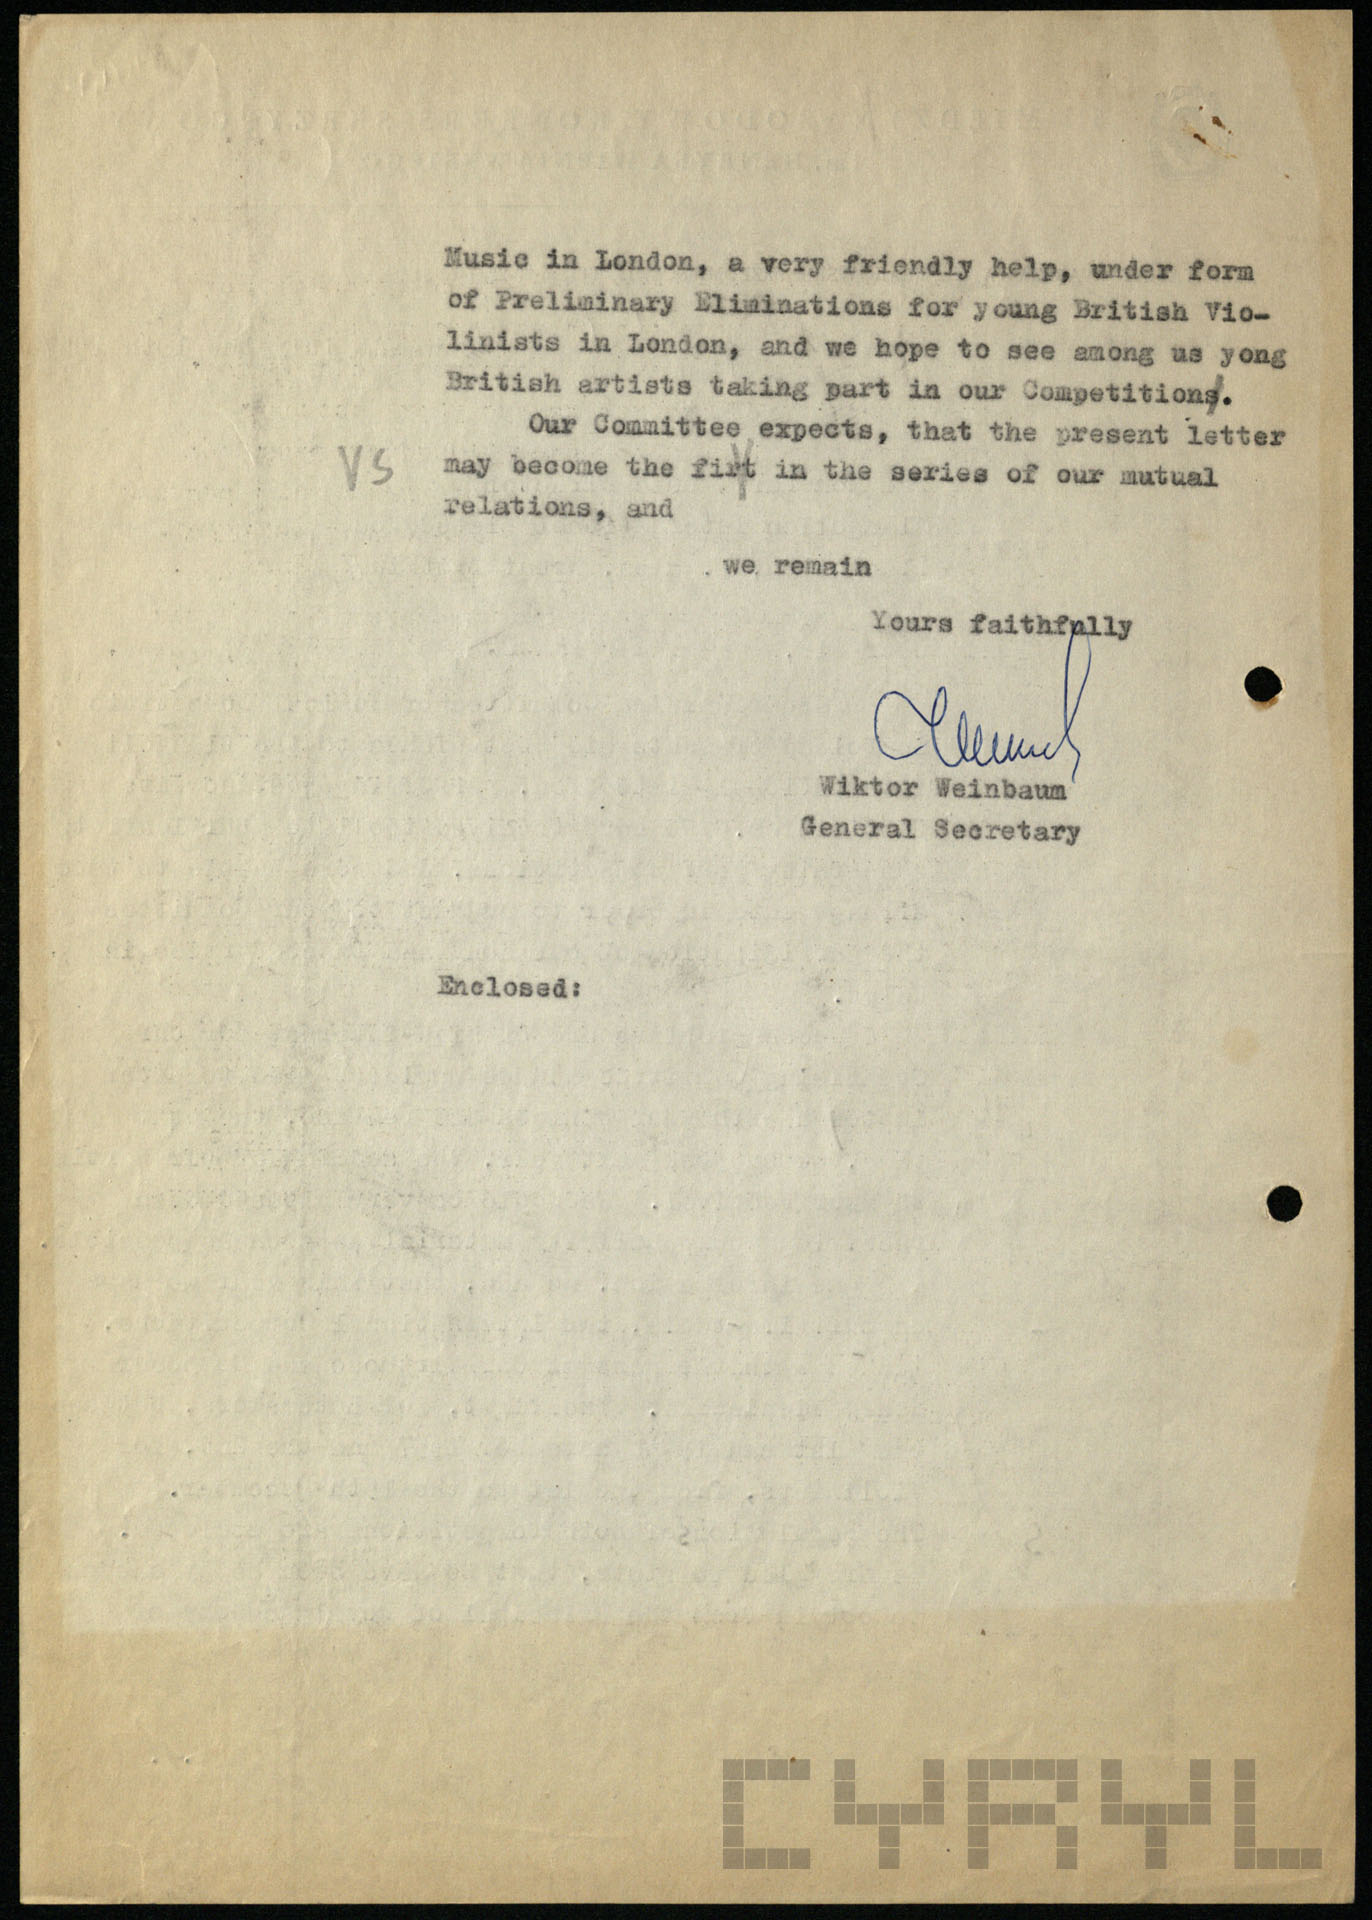 Music in London, a very friendly help, under form
of Preliminary Eliminations for young British Vio-
linists in London, and we hope to see among us yong
British artists taking part in our Competitions.
Our Committee expects, that the present letter
VS
may become the firt in the series of our mutual
relations, and
we remain
Yours faithfully
Wiktor Weinbaum
General Secretary
Enclosed:
CYRYL